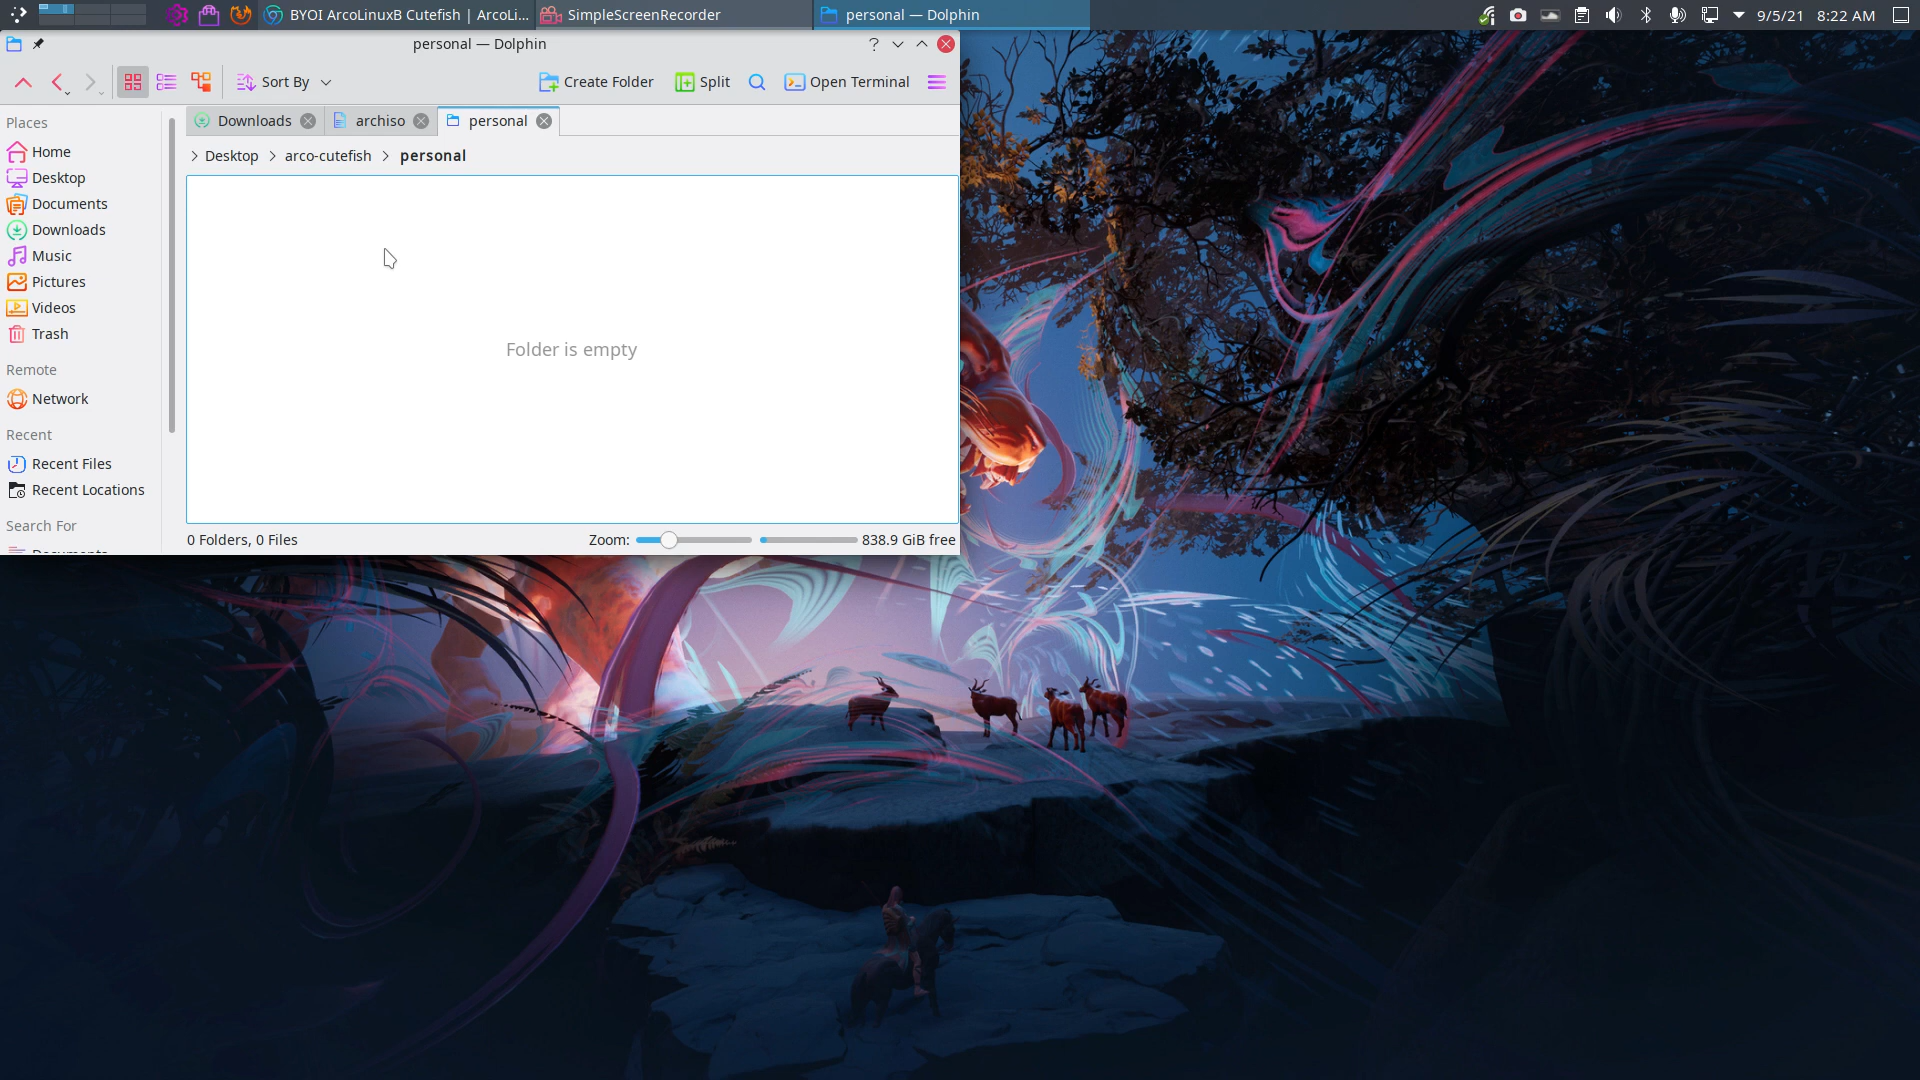 BYOI ArcoLinuxB Cutefish | ArcoLi...
SimpleScreenRecorder
personal — Dolphin
9/5/21
8:22 AM
personal — Dolphin
Sort By
Create Folder
Split
Open Terminal
Places
Home
Desktop
Documents
Downloads
Music
Pictures
Videos
Trash
Remote
Network
Recent
Recent Files
Recent Locations
Search For
Documents
Downloads
archiso
personal
Desktop > arco-cutefish > personal
Folder is empty
0 Folders, 0 Files
Zoom:
838.9 GiB free